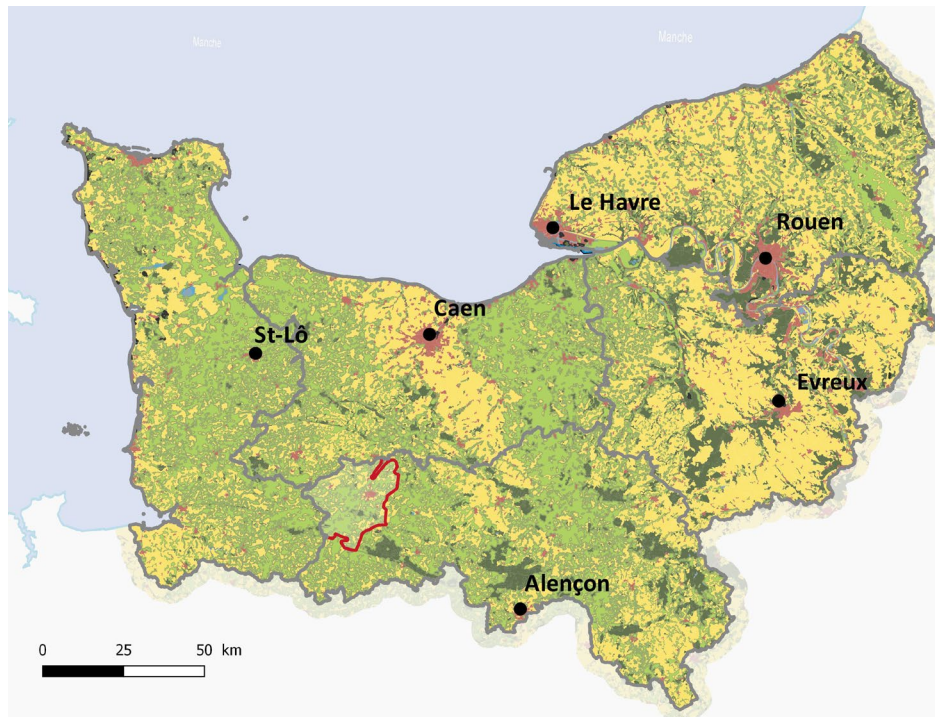 Manche
Manche
Le Havre
Rouen
Caen
St-Lô
Evreux
Alençon
0 25 50 km